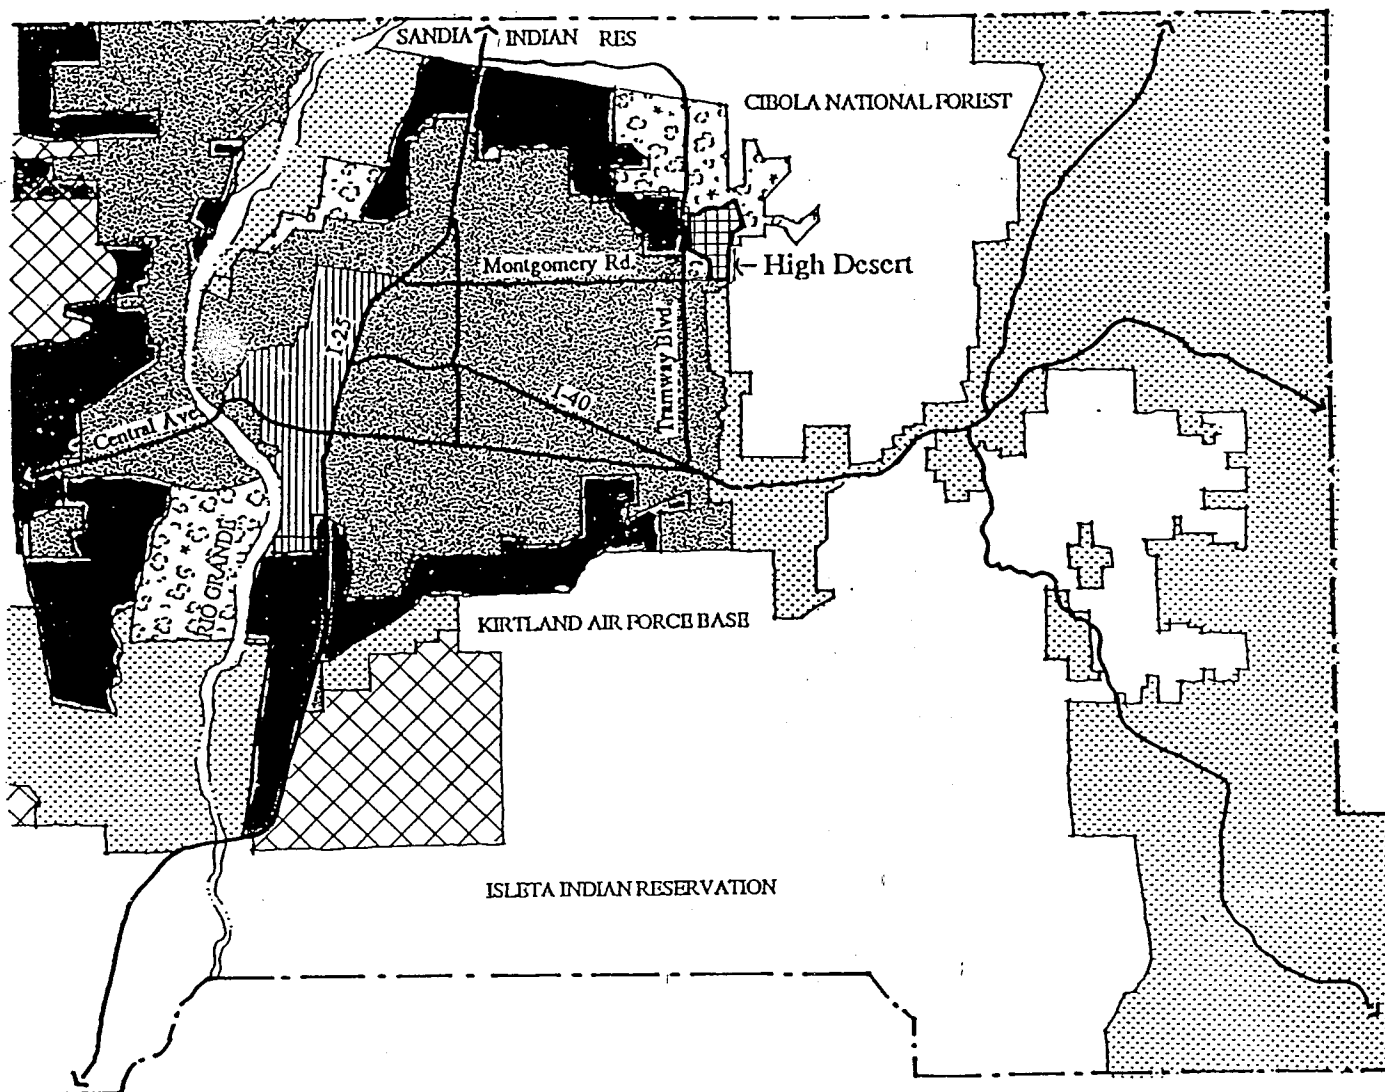 SANDIA INDIAN RES
CIBOLA NATIONAL FOREST
Montgomery Rd.
High Desert
I-25
Tramway Blvd.
I-40
Central Ave
RIO GRANDE
KIRTLAND AIR FORCE BASE
ISLETA INDIAN RESERVATION